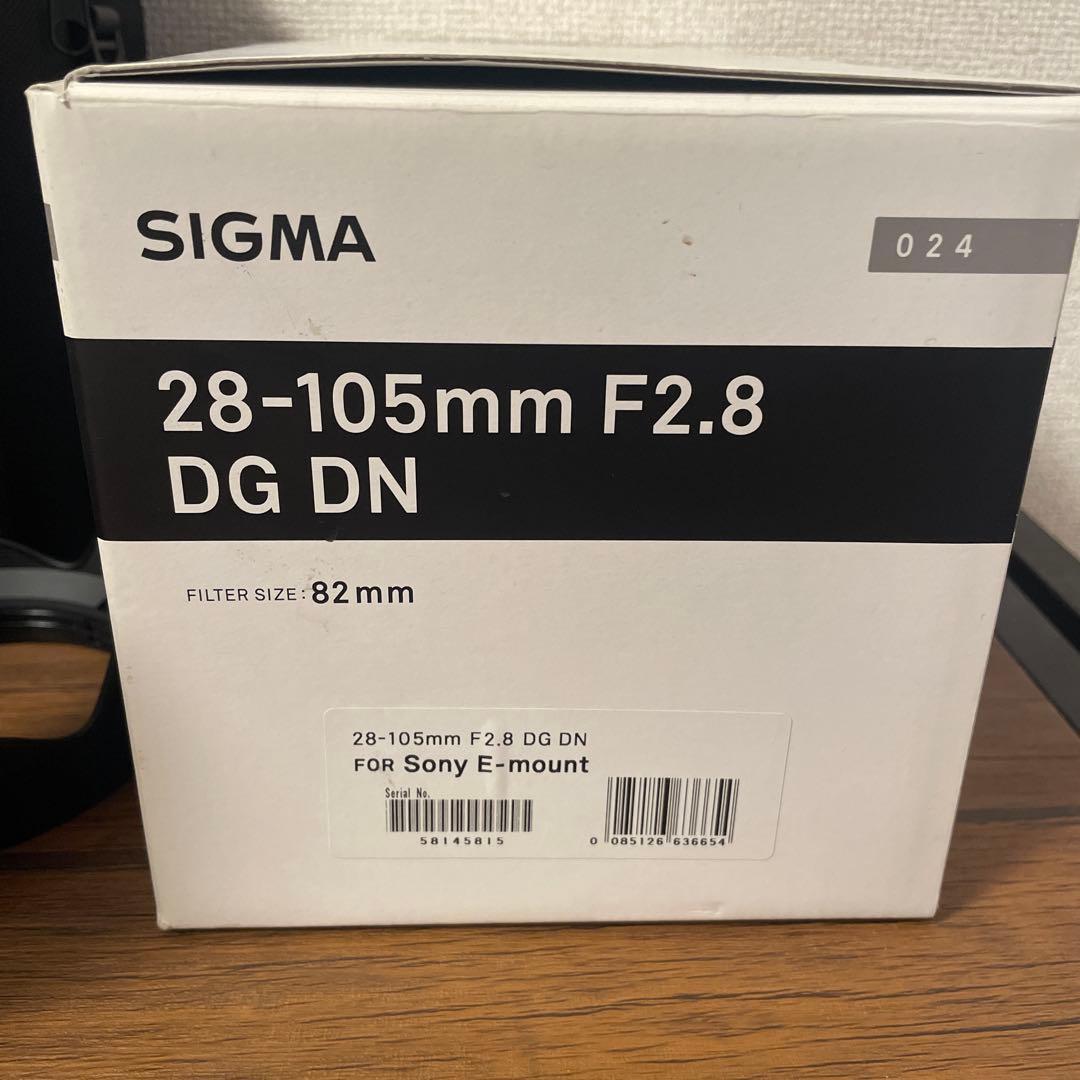 SIGMA
024
28-105mm F2.8
DG DN
FILTER SIZE: 82mm
28-105mm F2.8 DG DN
FOR Sony E-mount
Serial No.
58145815
0 085126 636654